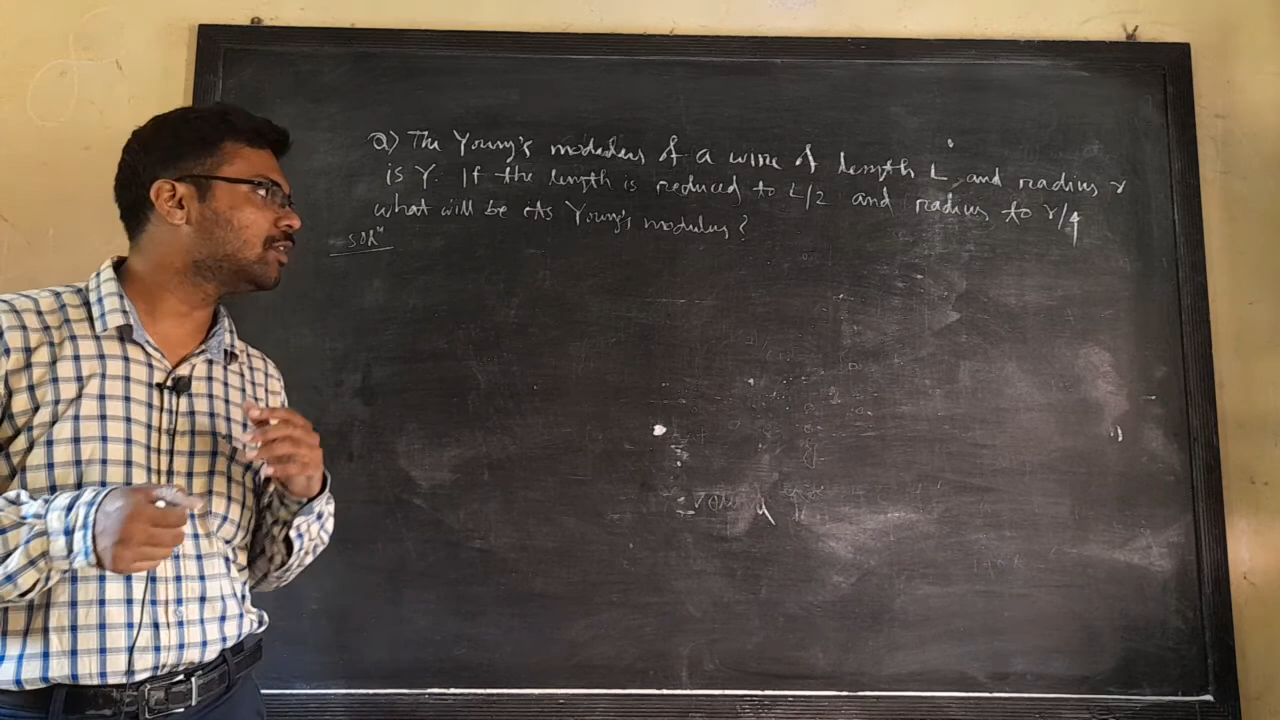 Q) The Young's modulus of a wire of length L and radius r
is Y. If the length is reduced to L/2 and radius to r/4
what will be its Young's modulus?
Solⁿ